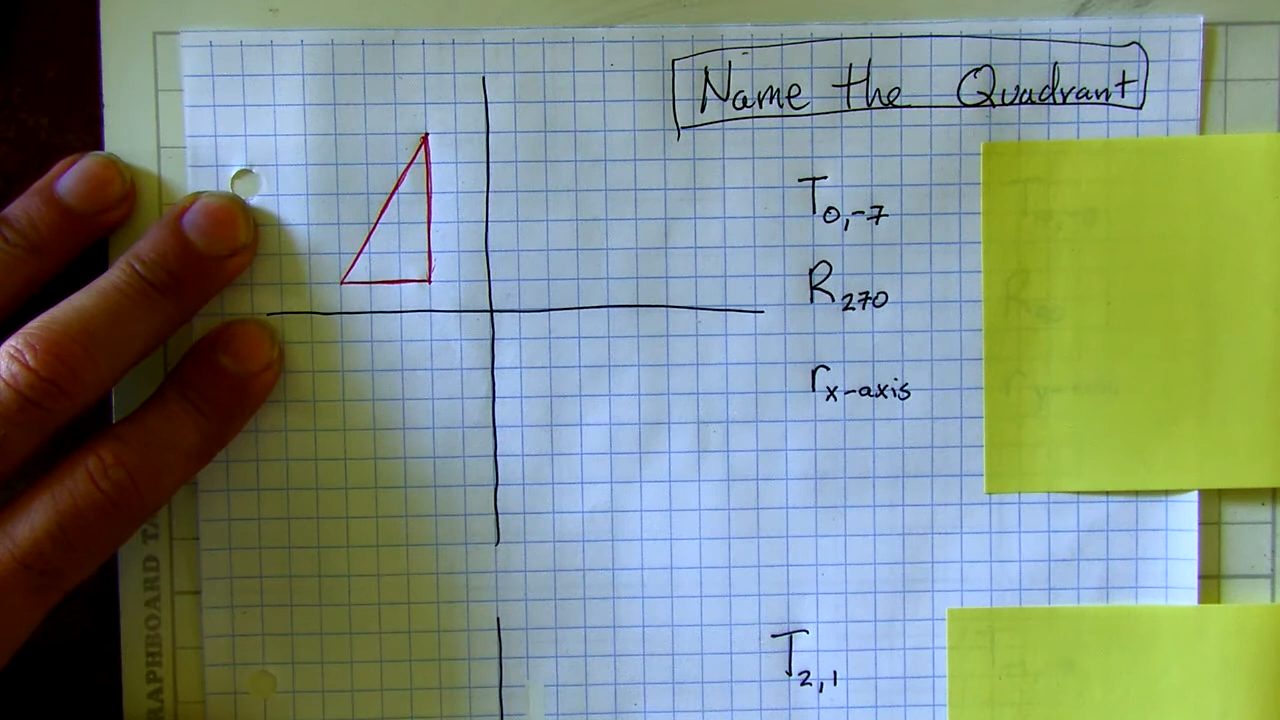 Name the Quadrant
T0,-7
R270
rx-axis
T2,1